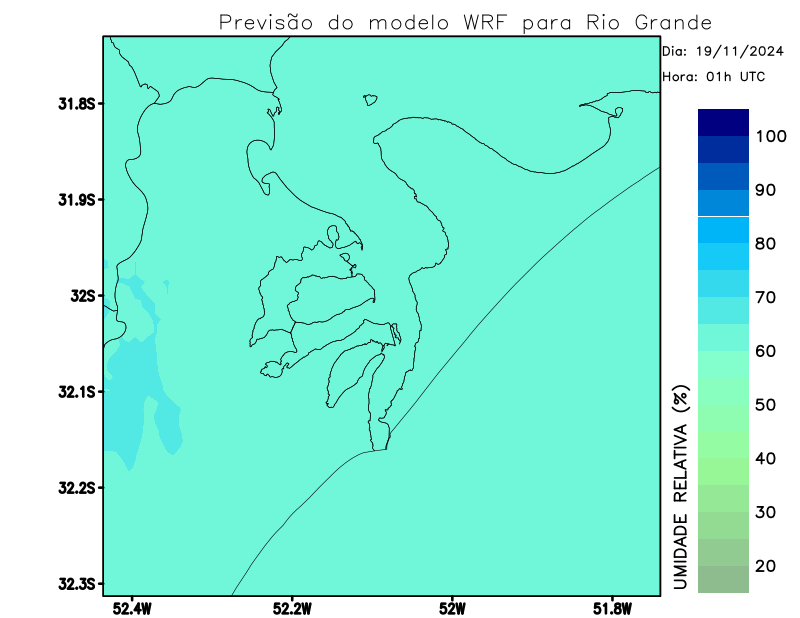 Previsão do modelo WRF para Rio Grande
Dia: 19/11/2024
Hora: 01h UTC
31.8S
31.9S
32S
32.1S
32.2S
32.3S
52.4W
52.2W
52W
51.8W
100
90
80
70
60
50
40
30
20
UMIDADE RELATIVA (%)